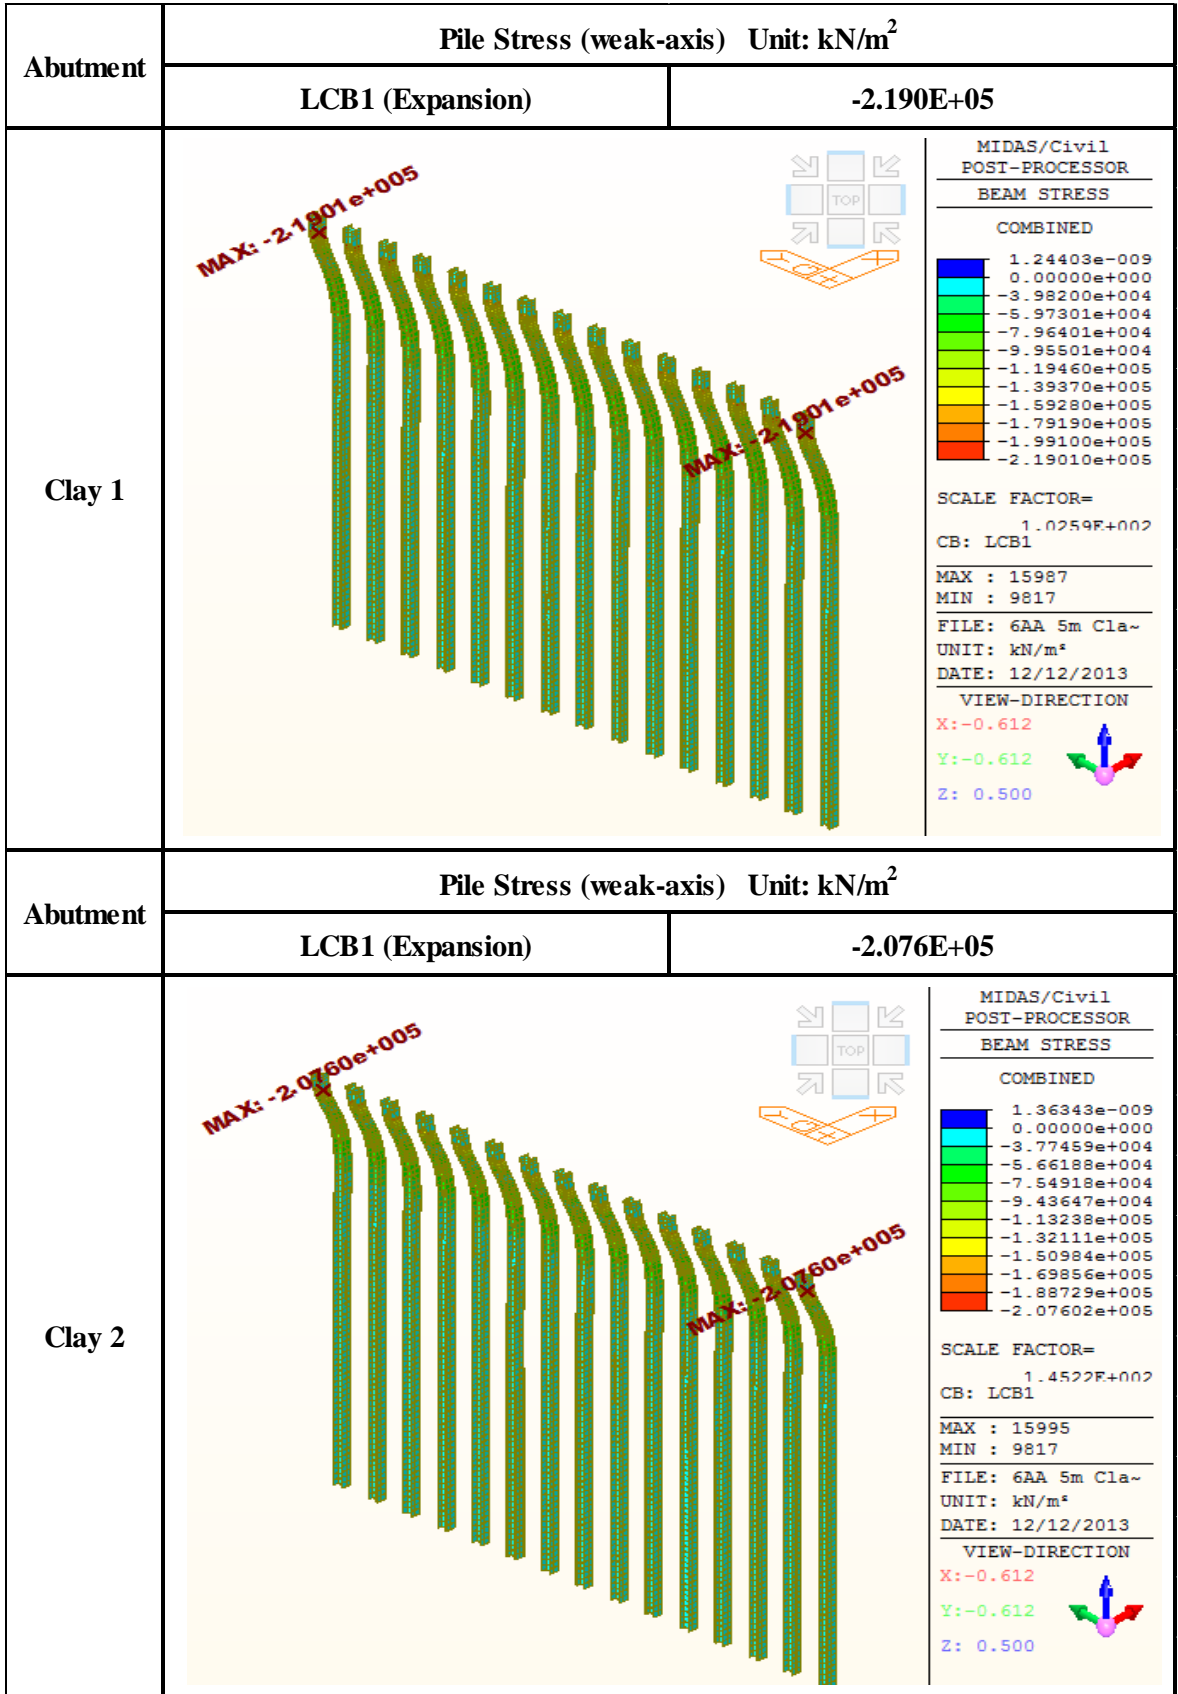 Abutment
Pile Stress (weak-axis) Unit: kN/m²
LCB1 (Expansion)
-2.190E+05
Clay 1
MAX: -2.1901e+005
MAX: -2.1901e+005
TOP
MIDAS/Civil
POST-PROCESSOR
BEAM STRESS
COMBINED
1.24403e-009
0.00000e+000
-3.98200e+004
-5.97301e+004
-7.96401e+004
-9.95501e+004
-1.19460e+005
-1.39370e+005
-1.59280e+005
-1.79190e+005
-1.99100e+005
-2.19010e+005
SCALE FACTOR=
1.0259E+002
CB: LCB1
MAX : 15987
MIN : 9817
FILE: 6AA 5m Cla~
UNIT: kN/m²
DATE: 12/12/2013
VIEW-DIRECTION
X:-0.612
Y:-0.612
Z: 0.500
Abutment
Pile Stress (weak-axis) Unit: kN/m²
LCB1 (Expansion)
-2.076E+05
Clay 2
MAX: -2.0760e+005
MAX: -2.0760e+005
TOP
MIDAS/Civil
POST-PROCESSOR
BEAM STRESS
COMBINED
1.36343e-009
0.00000e+000
-3.77459e+004
-5.66188e+004
-7.54918e+004
-9.43647e+004
-1.13238e+005
-1.32111e+005
-1.50984e+005
-1.69856e+005
-1.88729e+005
-2.07602e+005
SCALE FACTOR=
1.4522E+002
CB: LCB1
MAX : 15995
MIN : 9817
FILE: 6AA 5m Cla~
UNIT: kN/m²
DATE: 12/12/2013
VIEW-DIRECTION
X:-0.612
Y:-0.612
Z: 0.500